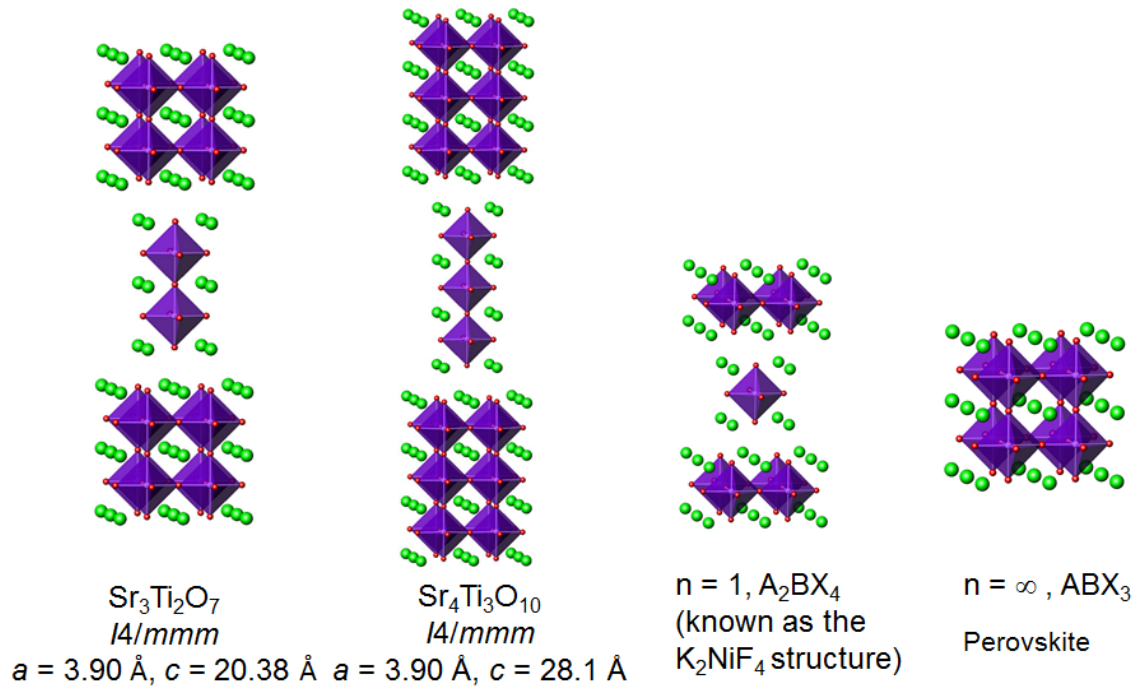 Sr₃Ti₂O₇
I4/mmm
a = 3.90 Å, c = 20.38 Å
Sr₄Ti₃O₁₀
I4/mmm
a = 3.90 Å, c = 28.1 Å
n = 1, A₂BX₄
(known as the
K₂NiF₄ structure)
n = ∞ , ABX₃
Perovskite